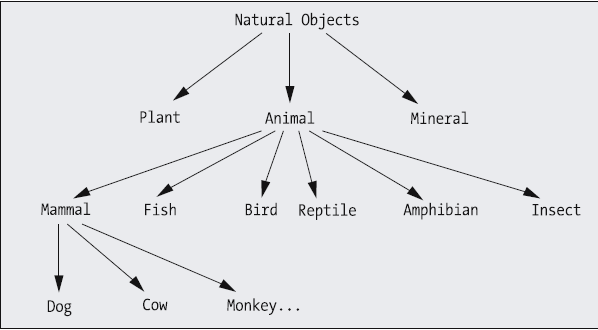 Natural Objects
Plant Animal Mineral
Mammal Fish Bird Reptile Amphibian Insect
Dog Cow Monkey...